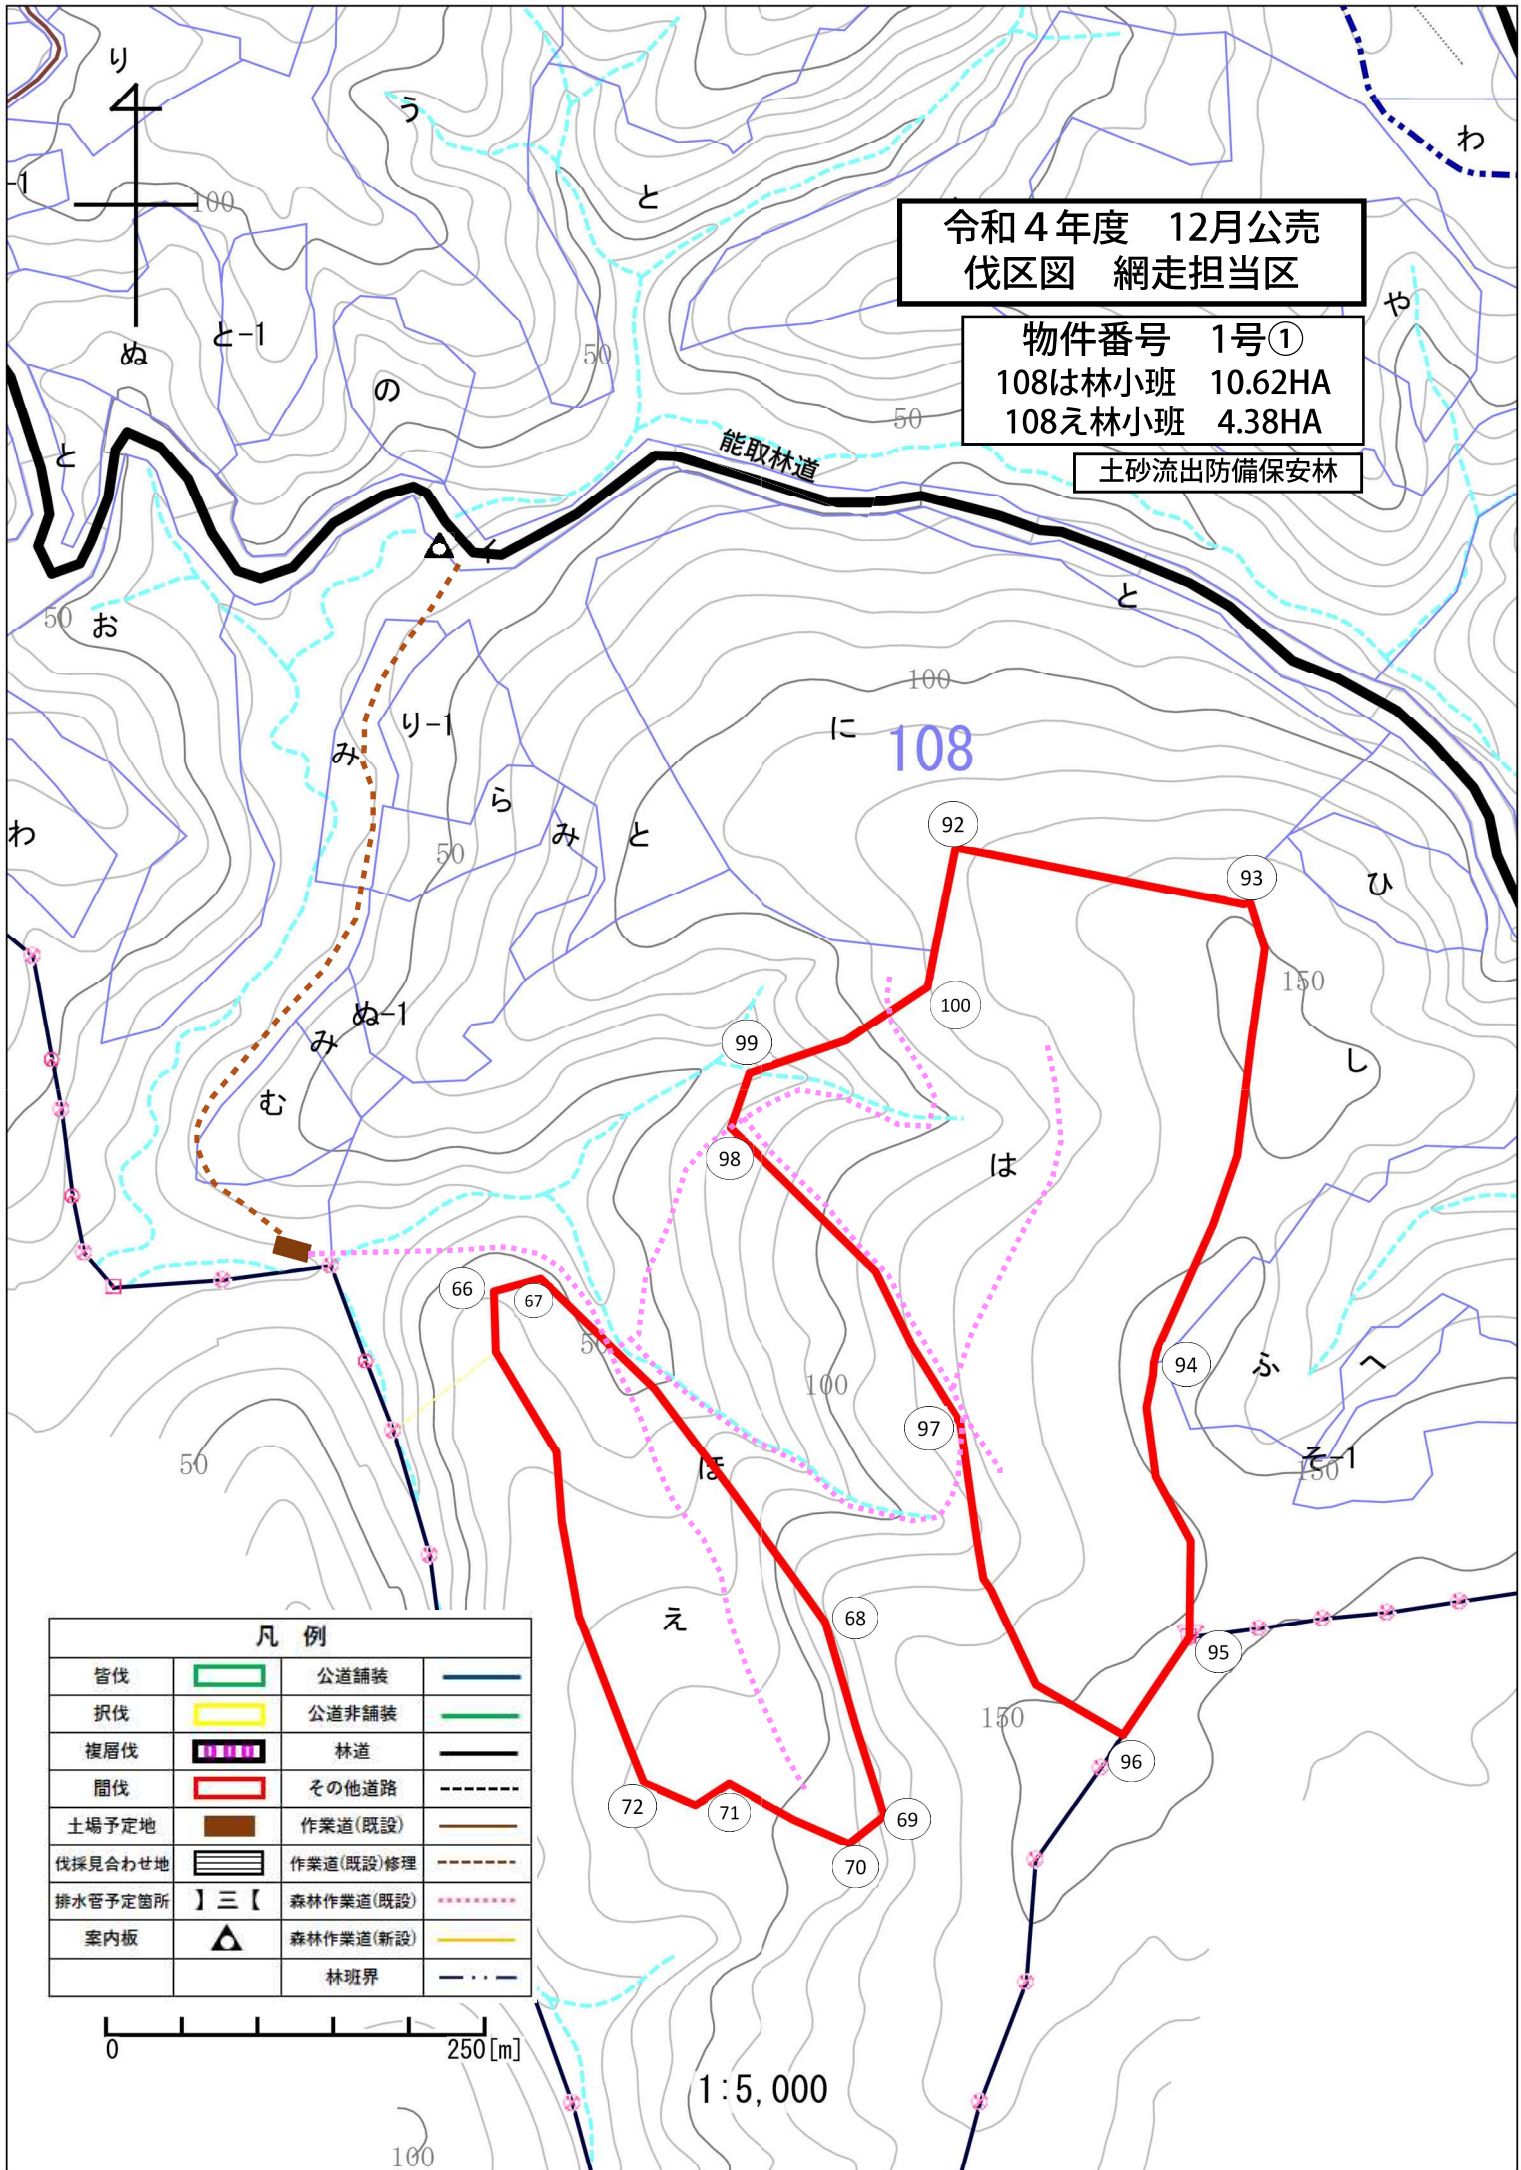 り
う
と
わ
-1
100
令和４年度　12月公売
伐区図　網走担当区
や
と-1
ぬ
50
の
物件番号　1号①
108は林小班　10.62HA
108え林小班　4.38HA
50
と
能取林道
土砂流出防備保安林
イ
50
お
と
100
り-1
に
108
み
ら
み
と
わ
50
92
93
ひ
150
ぬ-1
100
み
99
し
む
98
は
66
67
50
94
ふ
へ
100
97
50
ほ
そ-1
150
え
68
95
150
96
72
71
69
70
凡　例
皆伐　公道舗装
択伐　公道非舗装
複層伐　林道
間伐　その他道路
土場予定地　作業道(既設)
伐採見合わせ地　作業道(既設)修理
排水管予定箇所　】三【　森林作業道(既設)
案内板　森林作業道(新設)
林班界
0　250[m]
1:5,000
100